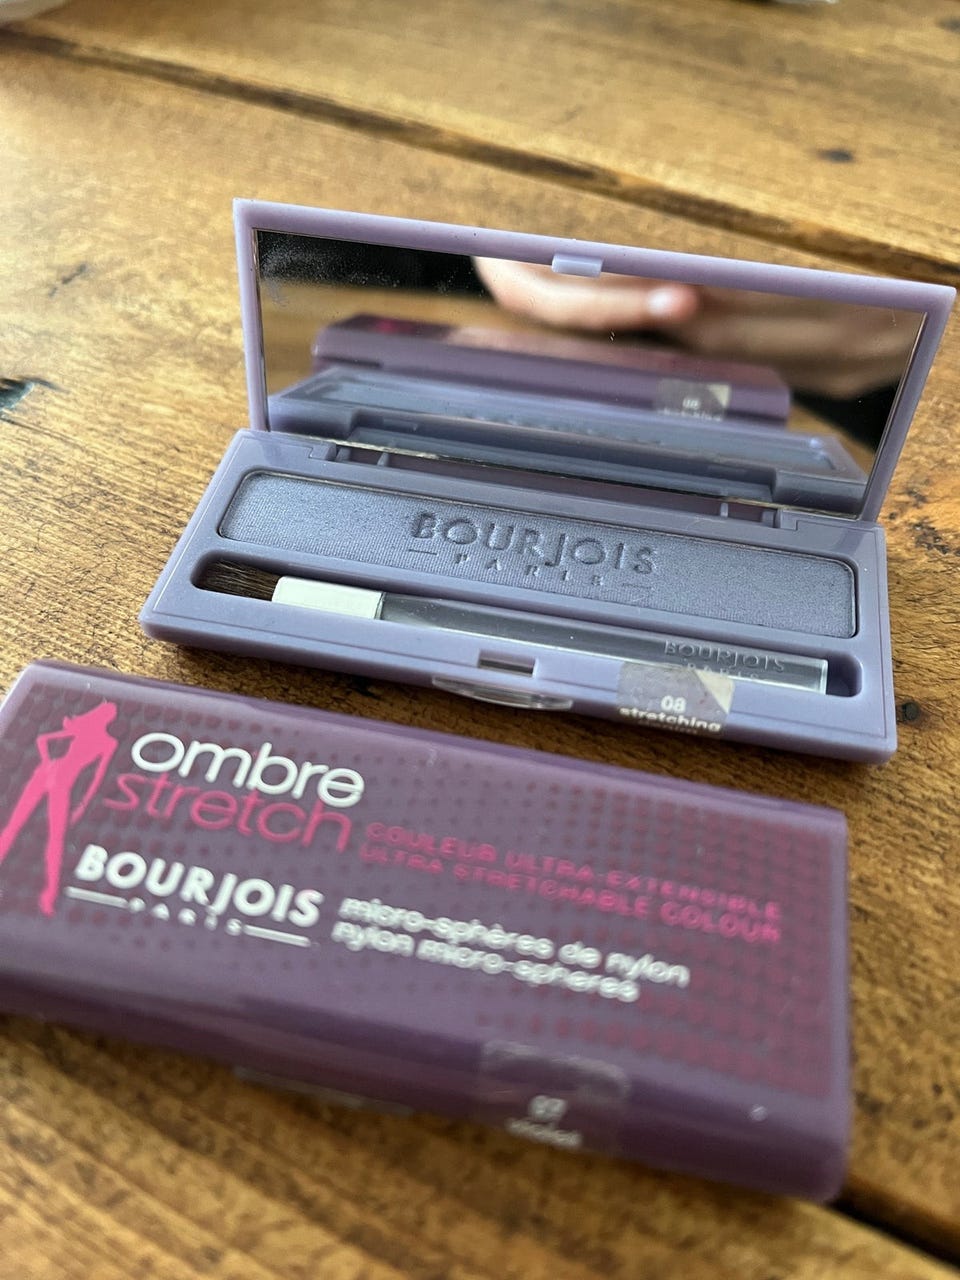 BOURJOIS
PARIS
BOURJOIS
PARIS
08
stretching
ombre
stretch
COULEUR ULTRA-EXTENSIBLE
ULTRA STRETCHABLE COLOUR
BOURJOIS
PARIS
micro-sphères de nylon
nylon micro-spheres
07